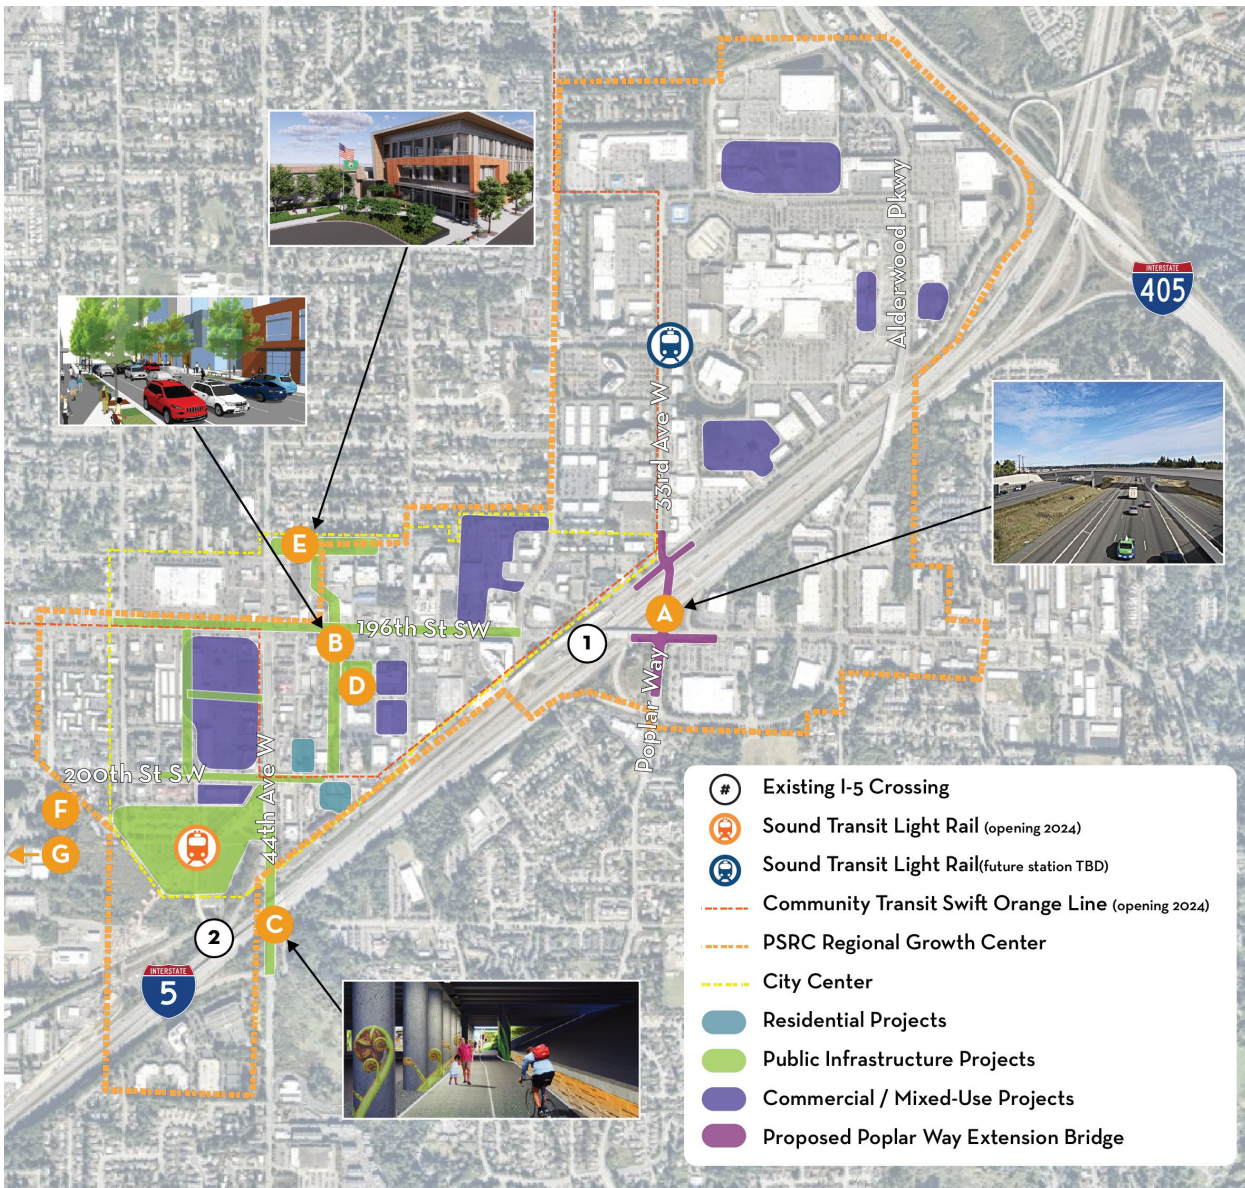 INTERSTATE
405
Alderwood Pkwy
33rd Ave W
E
A
B
196th St SW
1
D
Poplar Way
44th Ave W
200th St SW
F
G
C
2
INTERSTATE
5
# Existing I-5 Crossing
Sound Transit Light Rail (opening 2024)
Sound Transit Light Rail(future station TBD)
Community Transit Swift Orange Line (opening 2024)
PSRC Regional Growth Center
City Center
Residential Projects
Public Infrastructure Projects
Commercial / Mixed-Use Projects
Proposed Poplar Way Extension Bridge